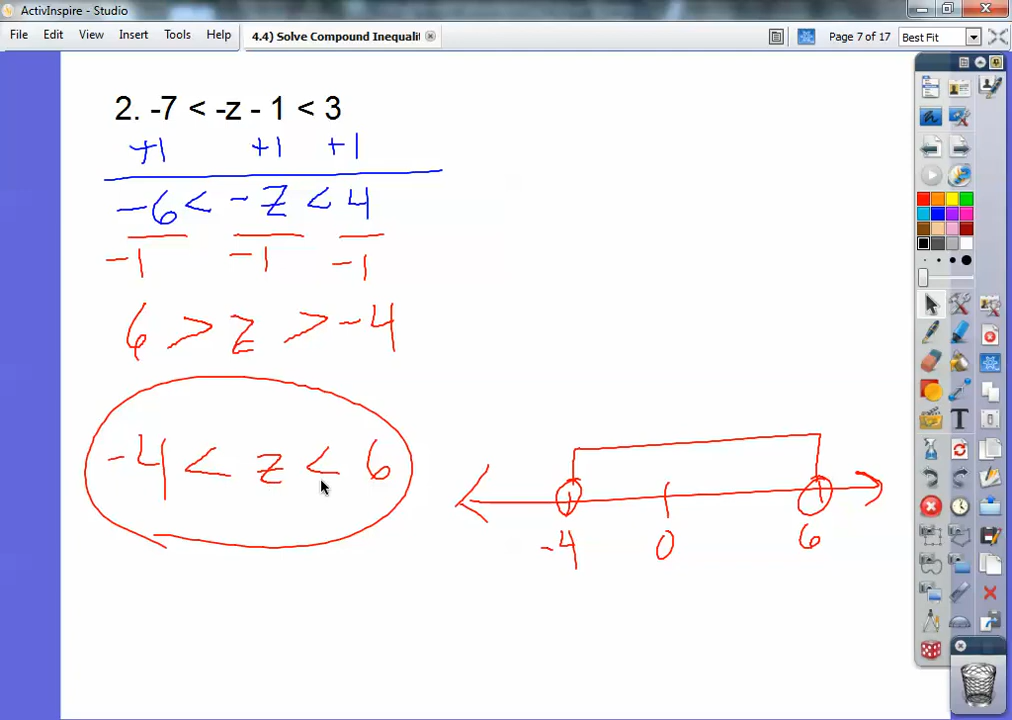 ActivInspire - Studio
File Edit View Insert Tools Help 4.4) Solve Compound Inequalit Page 7 of 17 Best Fit
2. -7 < -z - 1 < 3
+1 +1 +1
-6 < -z < 4
-1 -1 -1
6 > z > -4
-4 < z < 6
-4 0 6